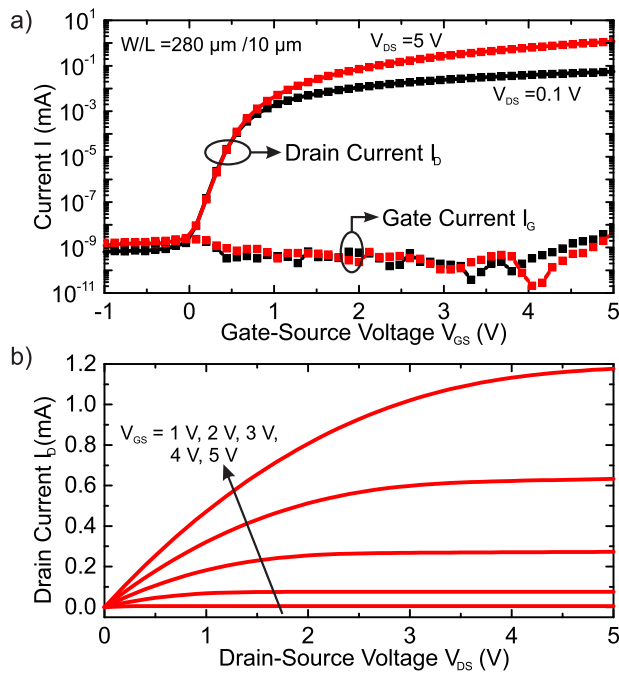 a)
Current I (mA)
10¹
10⁻¹
10⁻³
10⁻⁵
10⁻⁷
10⁻⁹
10⁻¹¹
W/L =280 µm /10 µm
V_DS =5 V
V_DS =0.1 V
Drain Current I_D
Gate Current I_G
-1 0 1 2 3 4 5
Gate-Source Voltage V_GS (V)
b)
Drain Current I_D (mA)
1.2
1.0
0.8
0.6
0.4
0.2
0.0
V_GS = 1 V, 2 V, 3 V,
4 V, 5 V
0 1 2 3 4 5
Drain-Source Voltage V_DS (V)